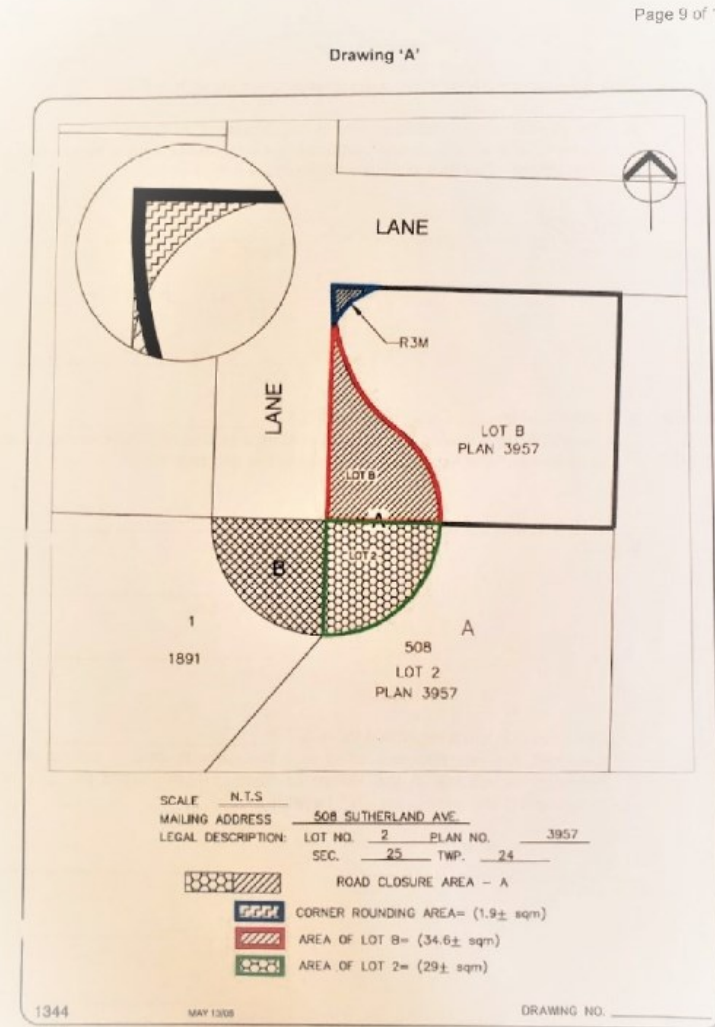 Page 9 of
Drawing 'A'
LANE
R3M
LANE
LOT B
PLAN 3957
LOT B
A
LOT 2
B
1
1891
A
508
LOT 2
PLAN 3957
SCALE N.T.S
MAILING ADDRESS 508 SUTHERLAND AVE.
LEGAL DESCRIPTION: LOT NO. 2 PLAN NO. 3957
SEC. 25 TWP. 24
ROAD CLOSURE AREA - A
CORNER ROUNDING AREA= (1.9± sqm)
AREA OF LOT B= (34.6± sqm)
AREA OF LOT 2= (29± sqm)
1344 MAY 13/08 DRAWING NO.